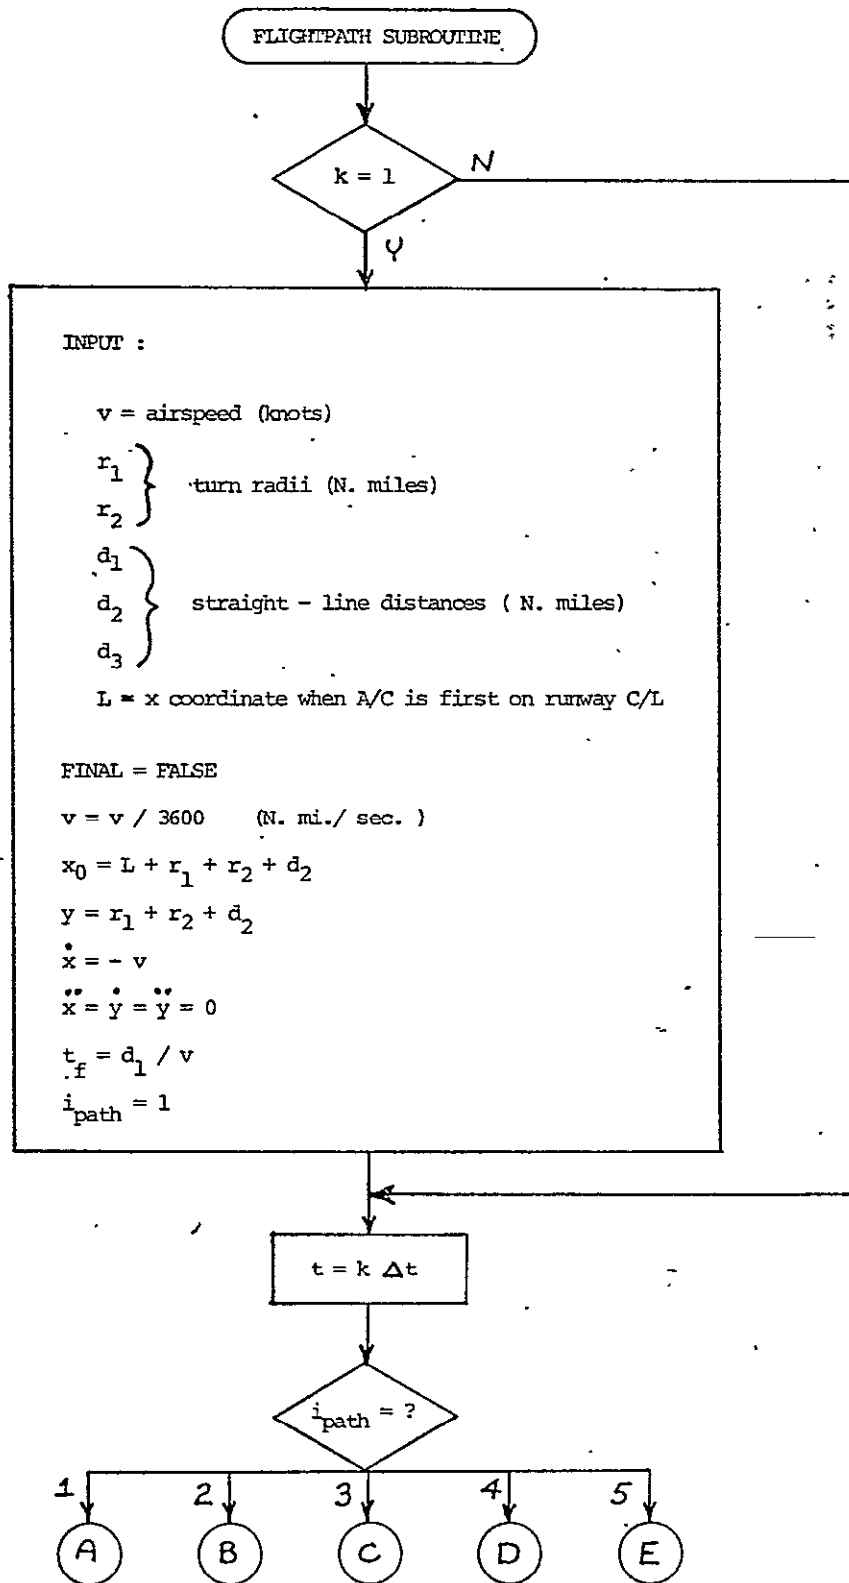 FLIGHTPATH SUBROUTINE
k = 1
N
Y
INPUT :
v = airspeed (knots)
r1
r2
turn radii (N. miles)
d1
d2
d3
straight - line distances ( N. miles)
L = x coordinate when A/C is first on runway C/L
FINAL = FALSE
v = v / 3600 (N. mi./ sec. )
x0 = L + r1 + r2 + d2
y = r1 + r2 + d2
ẋ = - v
ẍ = ẏ = ÿ = 0
tf = d1 / v
ipath = 1
t = k Δt
ipath = ?
1 2 3 4 5
A B C D E